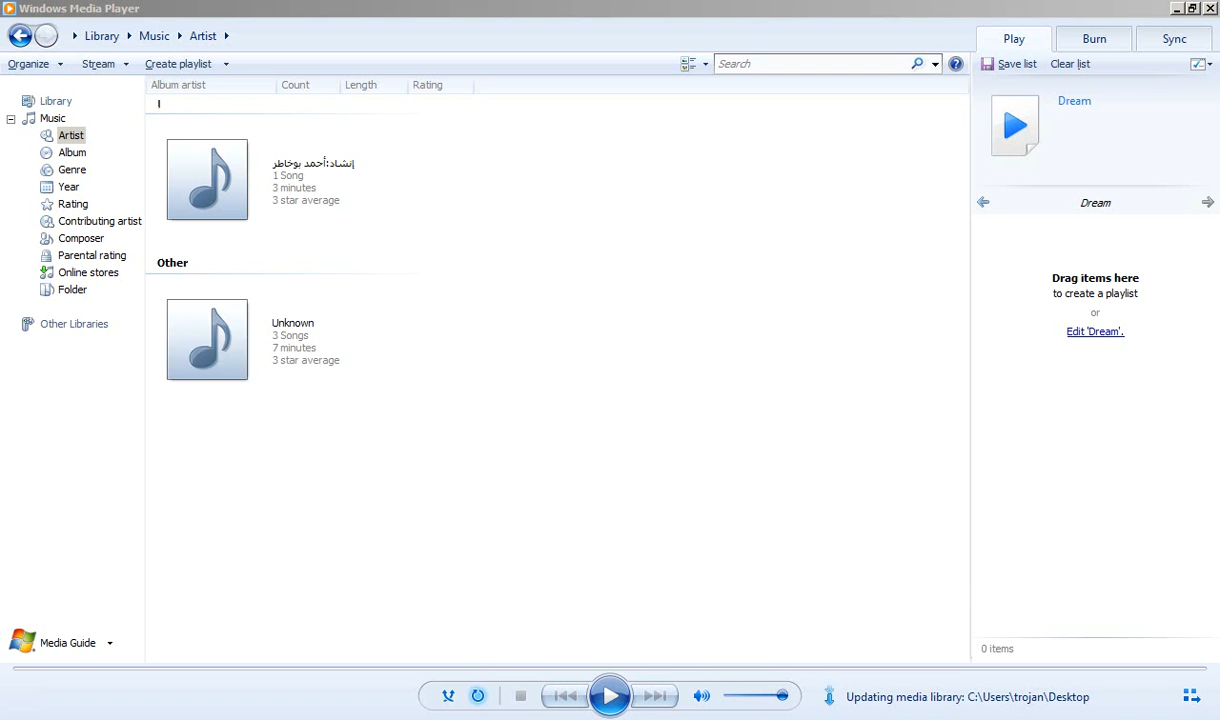 Windows Media Player
Library Music Artist
Play Burn Sync
Organize Stream Create playlist
Search
Save list Clear list
Album artist Count Length Rating
Library
Music
Artist
Album
Genre
Year
Rating
Contributing artist
Composer
Parental rating
Online stores
Folder
Other Libraries
Media Guide
إ
إنشاد:أحمد بوخاطر
1 Song
3 minutes
3 star average
Other
Unknown
3 Songs
7 minutes
3 star average
Dream
Dream
Drag items here
to create a playlist
or
Edit 'Dream'.
0 items
Updating media library: C:\Users\trojan\Desktop